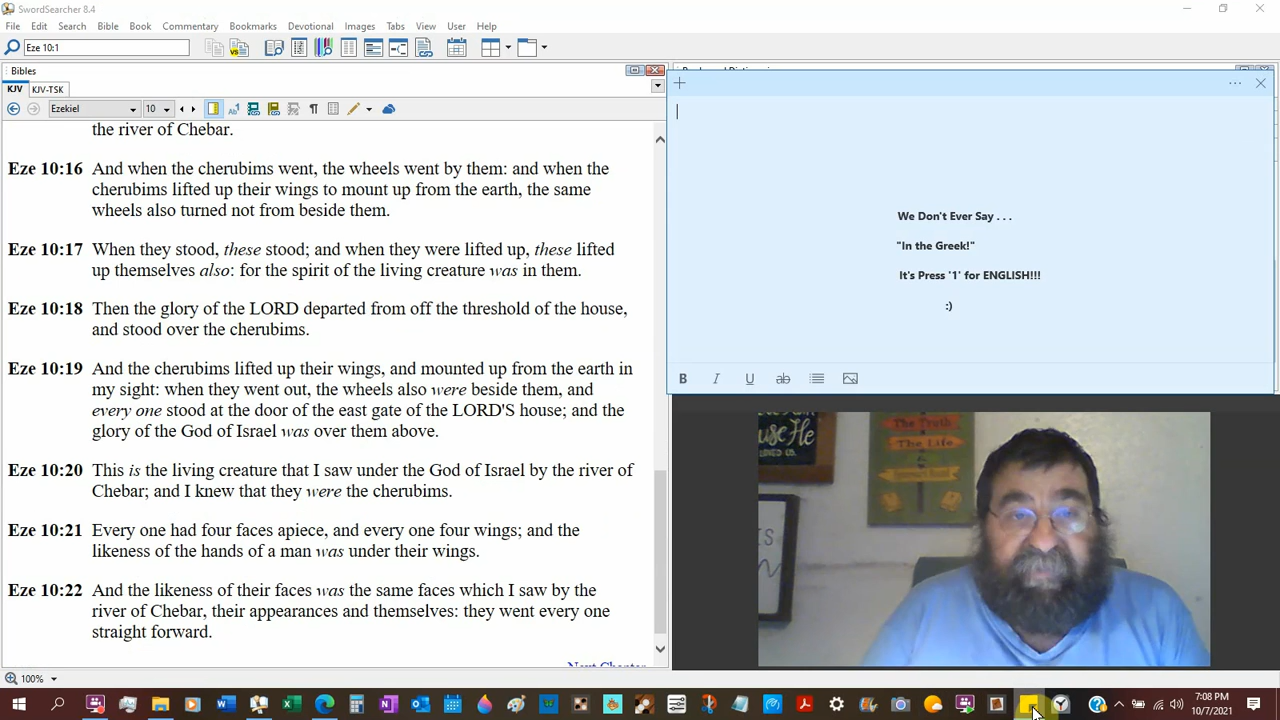 SwordSearcher 8.4
File Edit Search Bible Book Commentary Bookmarks Devotional Images Tabs View User Help
Eze 10:1
Bibles
KJV KJV-TSK
Ezekiel 10
the river of Chebar.
Eze 10:16 And when the cherubims went, the wheels went by them: and when the
cherubims lifted up their wings to mount up from the earth, the same
wheels also turned not from beside them.
Eze 10:17 When they stood, these stood; and when they were lifted up, these lifted
up themselves also: for the spirit of the living creature was in them.
Eze 10:18 Then the glory of the LORD departed from off the threshold of the house,
and stood over the cherubims.
Eze 10:19 And the cherubims lifted up their wings, and mounted up from the earth in
my sight: when they went out, the wheels also were beside them, and
every one stood at the door of the east gate of the LORD'S house; and the
glory of the God of Israel was over them above.
Eze 10:20 This is the living creature that I saw under the God of Israel by the river of
Chebar; and I knew that they were the cherubims.
Eze 10:21 Every one had four faces apiece, and every one four wings; and the
likeness of the hands of a man was under their wings.
Eze 10:22 And the likeness of their faces was the same faces which I saw by the
river of Chebar, their appearances and themselves: they went every one
straight forward.
Next Chapter
100%
We Don't Ever Say . . .
"In the Greek!"
It's Press '1' for ENGLISH!!!
:)
B I U ab
The Truth
The Life
use He
LOVED US.
IS
7:08 PM
10/7/2021